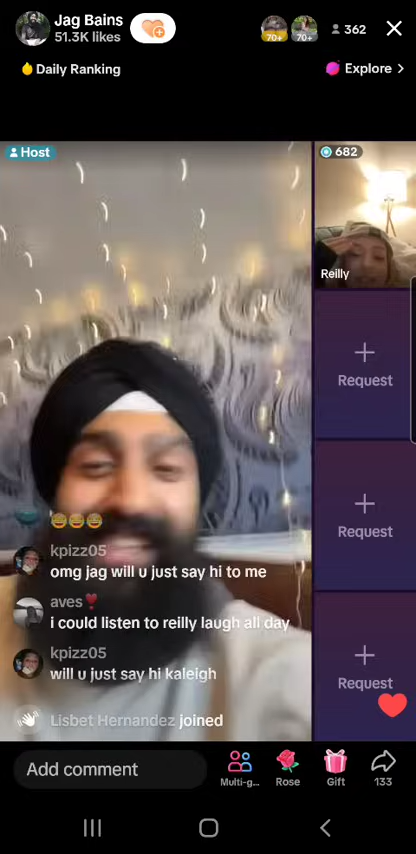 Jag Bains
51.3K likes
70+
70+
362
Daily Ranking
Explore >
Host
682
Reilly
Request
Request
Request
😂😂😂
kpizz05
omg jag will u just say hi to me
aves❣️
i could listen to reilly laugh all day
kpizz05
will u just say hi kaleigh
Lisbet Hernandez joined
Add comment
Multi-g...
Rose
Gift
133